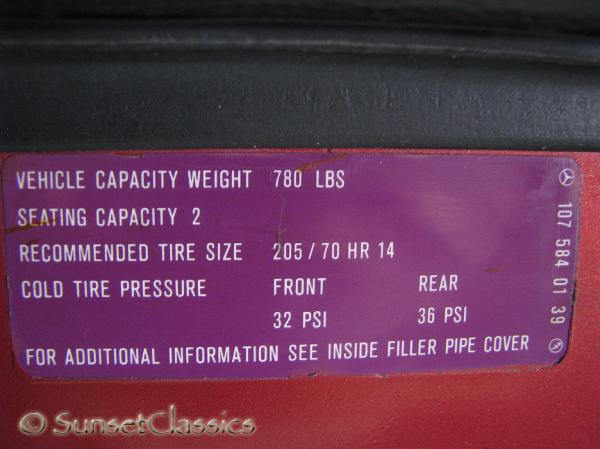 VEHICLE CAPACITY WEIGHT 780 LBS
SEATING CAPACITY 2
RECOMMENDED TIRE SIZE 205 / 70 HR 14
COLD TIRE PRESSURE FRONT REAR
32 PSI 36 PSI
FOR ADDITIONAL INFORMATION SEE INSIDE FILLER PIPE COVER
107 584 01 39
© SunsetClassics